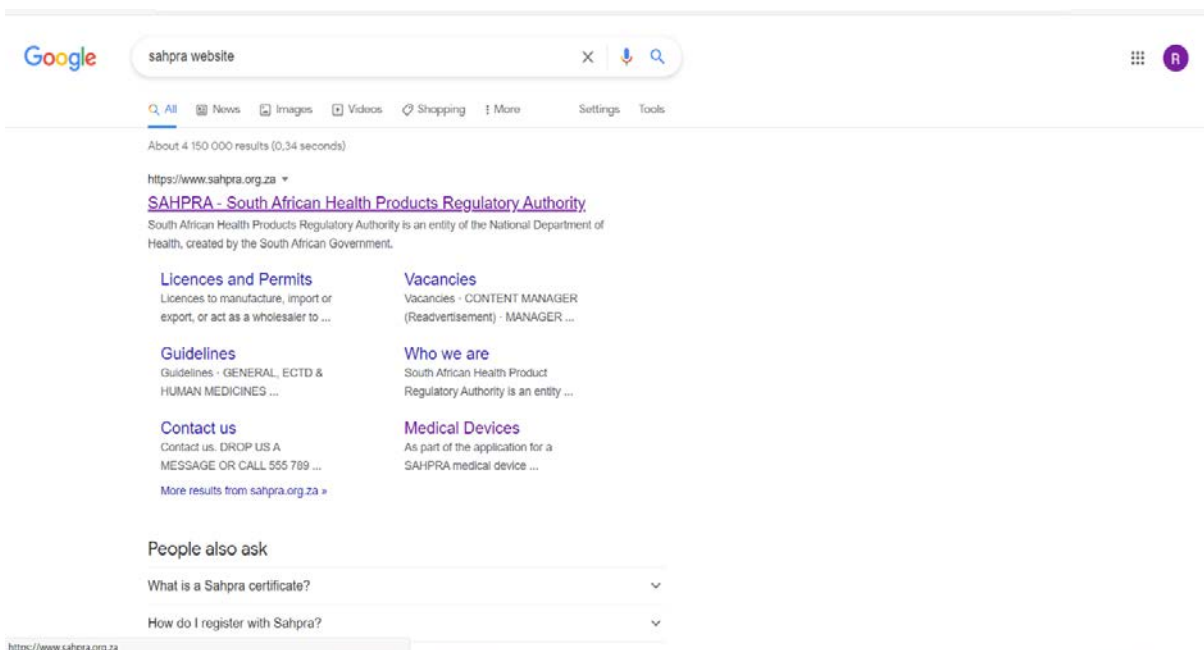 Google
sahpra website
R
All News Images Videos Shopping More Settings Tools
About 4 150 000 results (0,34 seconds)
https://www.sahpra.org.za
SAHPRA - South African Health Products Regulatory Authority
South African Health Products Regulatory Authority is an entity of the National Department of
Health, created by the South African Government.
Licences and Permits
Licences to manufacture, import or
export, or act as a wholesaler to ...
Vacancies
Vacancies · CONTENT MANAGER
(Readvertisement) · MANAGER ...
Guidelines
Guidelines · GENERAL, ECTD &
HUMAN MEDICINES ...
Who we are
South African Health Product
Regulatory Authority is an entity ...
Contact us
Contact us. DROP US A
MESSAGE OR CALL 555 789 ...
Medical Devices
As part of the application for a
SAHPRA medical device ...
More results from sahpra.org.za »
People also ask
What is a Sahpra certificate?
How do I register with Sahpra?
https://www.sahpra.org.za